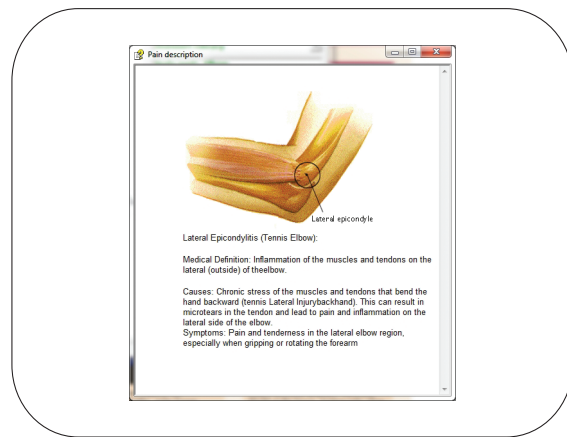 Pain description
Lateral epicondyle
Lateral Epicondylitis (Tennis Elbow):
Medical Definition: Inflammation of the muscles and tendons on the
lateral (outside) of theelbow.
Causes: Chronic stress of the muscles and tendons that bend the
hand backward (tennis Lateral Injurybackhand). This can result in
microtears in the tendon and lead to pain and inflammation on the
lateral side of the elbow.
Symptoms: Pain and tenderness in the lateral elbow region,
especially when gripping or rotating the forearm